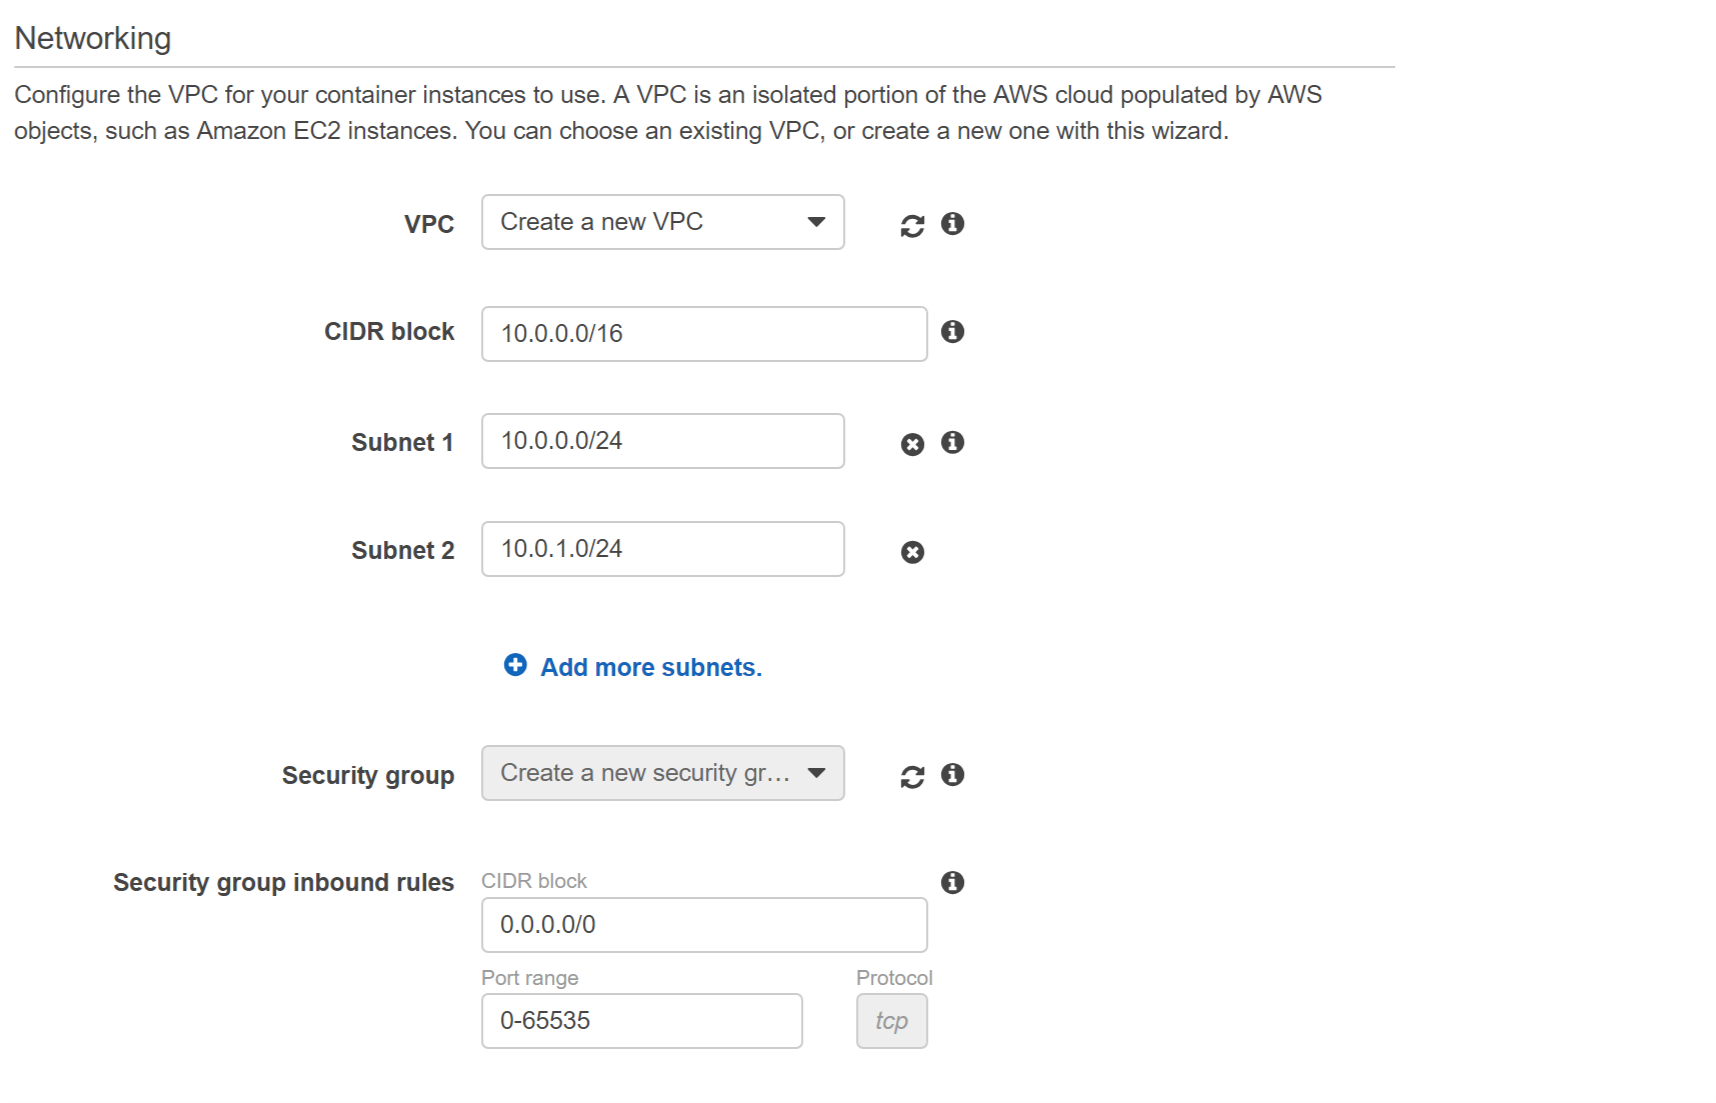 Networking
Configure the VPC for your container instances to use. A VPC is an isolated portion of the AWS cloud populated by AWS
objects, such as Amazon EC2 instances. You can choose an existing VPC, or create a new one with this wizard.
VPC Create a new VPC
CIDR block 10.0.0.0/16
Subnet 1 10.0.0.0/24
Subnet 2 10.0.1.0/24
Add more subnets.
Security group Create a new security gr...
Security group inbound rules CIDR block
0.0.0.0/0
Port range Protocol
0-65535 tcp